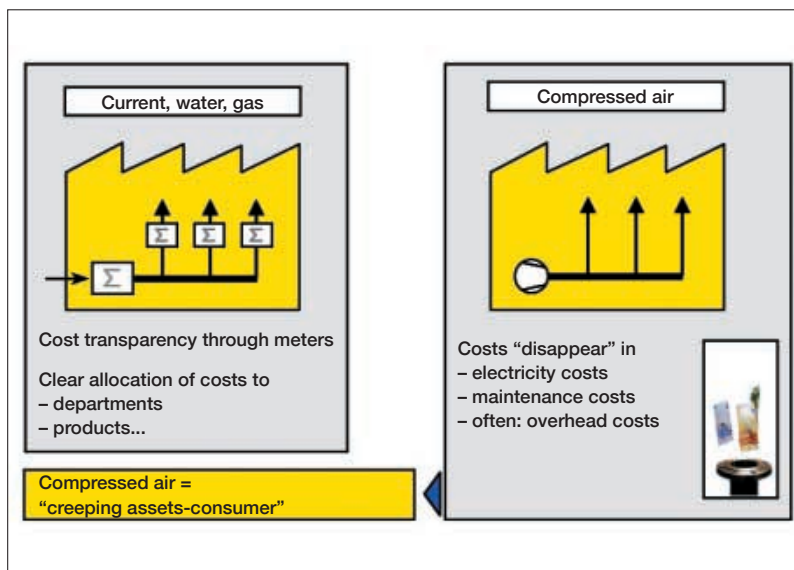 Current, water, gas
Σ
Σ
Σ
Σ
Cost transparency through meters
Clear allocation of costs to
– departments
– products...
Compressed air
Costs “disappear” in
– electricity costs
– maintenance costs
– often: overhead costs
Compressed air =
“creeping assets-consumer”